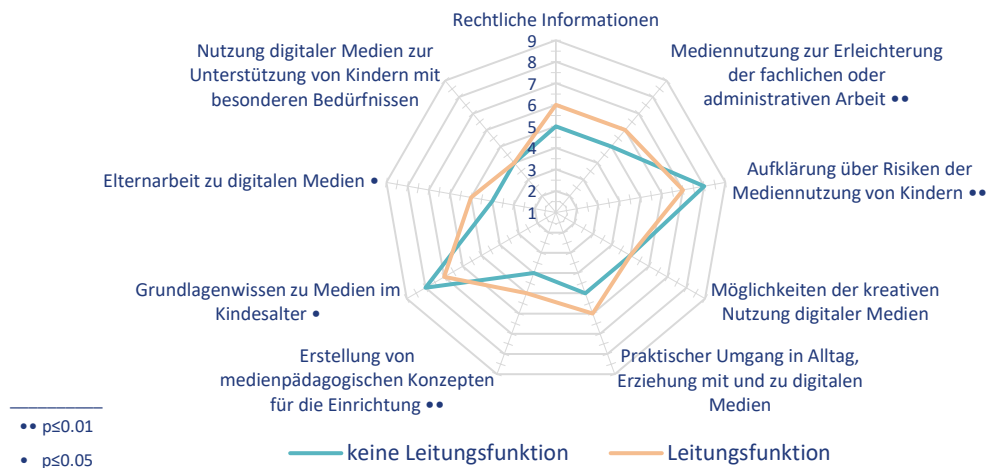 Rechtliche Informationen
9
8
7
6
5
4
3
2
1
Mediennutzung zur Erleichterung
der fachlichen oder
administrativen Arbeit ••
Aufklärung über Risiken der
Mediennutzung von Kindern ••
Möglichkeiten der kreativen
Nutzung digitaler Medien
Praktischer Umgang in Alltag,
Erziehung mit und zu digitalen
Medien
Erstellung von
medienpädagogischen Konzepten
für die Einrichtung ••
Grundlagenwissen zu Medien im
Kindesalter •
Elternarbeit zu digitalen Medien •
Nutzung digitaler Medien zur
Unterstützung von Kindern mit
besonderen Bedürfnissen
•• p≤0.01
• p≤0.05
keine Leitungsfunktion
Leitungsfunktion